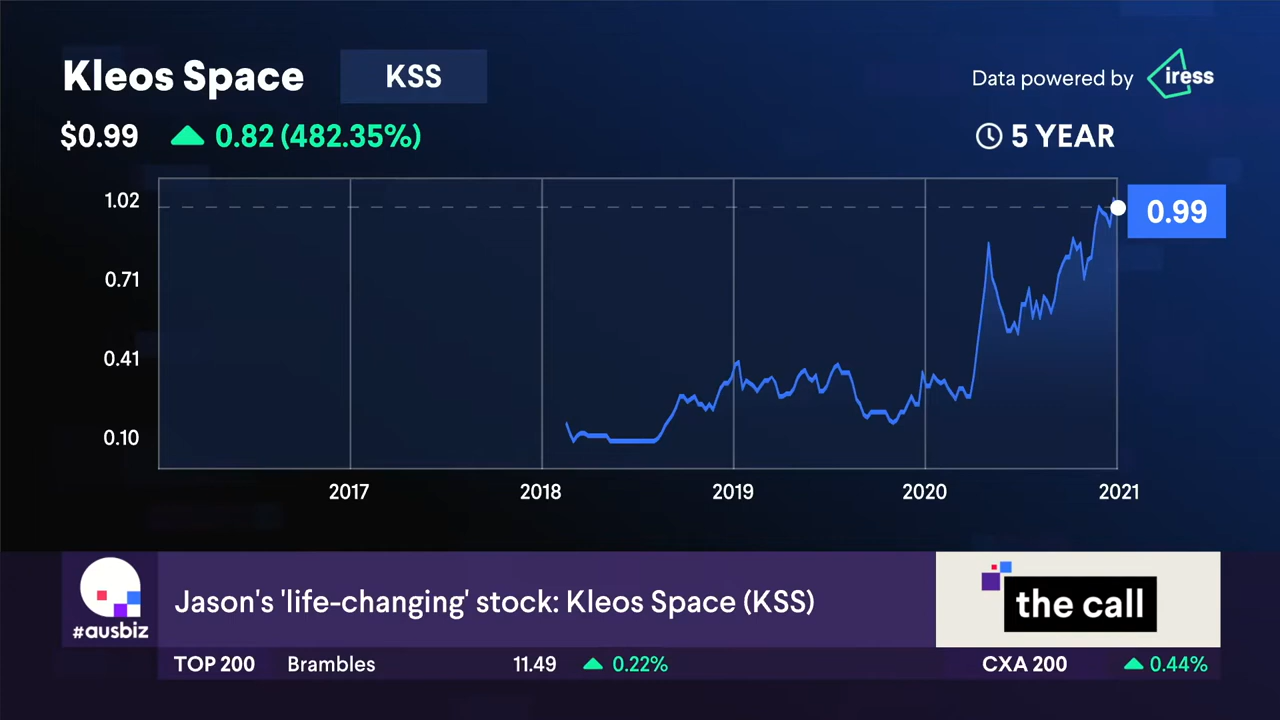 Kleos Space
KSS
Data powered by iress
$0.99 ▲ 0.82 (482.35%)
5 YEAR
1.02
0.99
0.71
0.41
0.10
2017 2018 2019 2020 2021
Jason's 'life-changing' stock: Kleos Space (KSS)
#ausbiz
the call
TOP 200 Brambles 11.49 ▲ 0.22% CXA 200 ▲ 0.44%